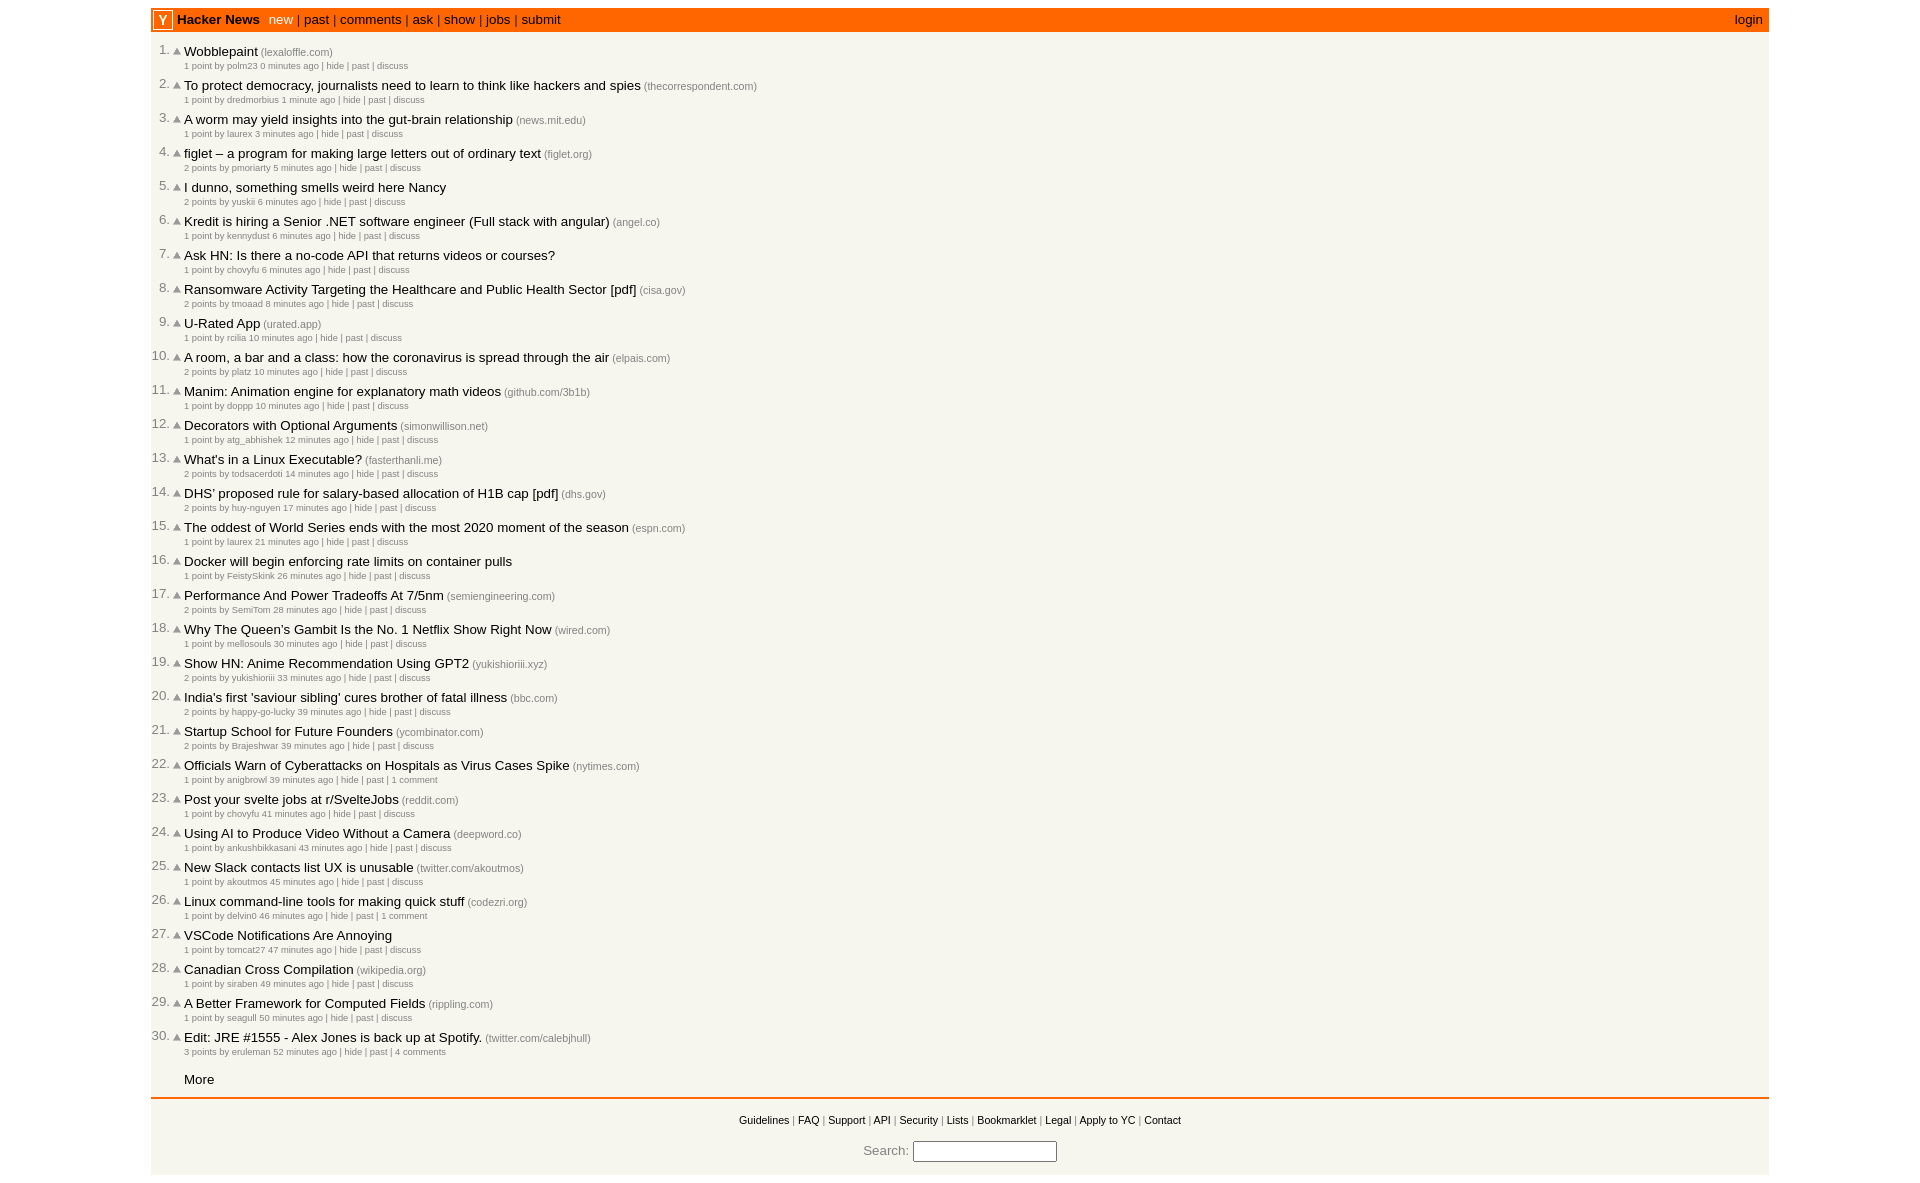 Y Hacker News new | past | comments | ask | show | jobs | submit login
1. Wobblepaint (lexaloffle.com)
1 point by polm23 0 minutes ago | hide | past | discuss
2. To protect democracy, journalists need to learn to think like hackers and spies (thecorrespondent.com)
1 point by dredmorbius 1 minute ago | hide | past | discuss
3. A worm may yield insights into the gut-brain relationship (news.mit.edu)
1 point by laurex 3 minutes ago | hide | past | discuss
4. figlet – a program for making large letters out of ordinary text (figlet.org)
2 points by pmoriarty 5 minutes ago | hide | past | discuss
5. I dunno, something smells weird here Nancy
2 points by yuskii 6 minutes ago | hide | past | discuss
6. Kredit is hiring a Senior .NET software engineer (Full stack with angular) (angel.co)
1 point by kennydust 6 minutes ago | hide | past | discuss
7. Ask HN: Is there a no-code API that returns videos or courses?
1 point by chovyfu 6 minutes ago | hide | past | discuss
8. Ransomware Activity Targeting the Healthcare and Public Health Sector [pdf] (cisa.gov)
2 points by tmoaad 8 minutes ago | hide | past | discuss
9. U-Rated App (urated.app)
1 point by rcilia 10 minutes ago | hide | past | discuss
10. A room, a bar and a class: how the coronavirus is spread through the air (elpais.com)
2 points by platz 10 minutes ago | hide | past | discuss
11. Manim: Animation engine for explanatory math videos (github.com/3b1b)
1 point by doppp 10 minutes ago | hide | past | discuss
12. Decorators with Optional Arguments (simonwillison.net)
1 point by atg_abhishek 12 minutes ago | hide | past | discuss
13. What's in a Linux Executable? (fasterthanli.me)
2 points by todsacerdoti 14 minutes ago | hide | past | discuss
14. DHS’ proposed rule for salary-based allocation of H1B cap [pdf] (dhs.gov)
2 points by huy-nguyen 17 minutes ago | hide | past | discuss
15. The oddest of World Series ends with the most 2020 moment of the season (espn.com)
1 point by laurex 21 minutes ago | hide | past | discuss
16. Docker will begin enforcing rate limits on container pulls
1 point by FeistySkink 26 minutes ago | hide | past | discuss
17. Performance And Power Tradeoffs At 7/5nm (semiengineering.com)
2 points by SemiTom 28 minutes ago | hide | past | discuss
18. Why The Queen’s Gambit Is the No. 1 Netflix Show Right Now (wired.com)
1 point by mellosouls 30 minutes ago | hide | past | discuss
19. Show HN: Anime Recommendation Using GPT2 (yukishioriii.xyz)
2 points by yukishioriii 33 minutes ago | hide | past | discuss
20. India's first 'saviour sibling' cures brother of fatal illness (bbc.com)
2 points by happy-go-lucky 39 minutes ago | hide | past | discuss
21. Startup School for Future Founders (ycombinator.com)
2 points by Brajeshwar 39 minutes ago | hide | past | discuss
22. Officials Warn of Cyberattacks on Hospitals as Virus Cases Spike (nytimes.com)
1 point by anigbrowl 39 minutes ago | hide | past | 1 comment
23. Post your svelte jobs at r/SvelteJobs (reddit.com)
1 point by chovyfu 41 minutes ago | hide | past | discuss
24. Using AI to Produce Video Without a Camera (deepword.co)
1 point by ankushbikkasani 43 minutes ago | hide | past | discuss
25. New Slack contacts list UX is unusable (twitter.com/akoutmos)
1 point by akoutmos 45 minutes ago | hide | past | discuss
26. Linux command-line tools for making quick stuff (codezri.org)
1 point by delvin0 46 minutes ago | hide | past | 1 comment
27. VSCode Notifications Are Annoying
1 point by tomcat27 47 minutes ago | hide | past | discuss
28. Canadian Cross Compilation (wikipedia.org)
1 point by siraben 49 minutes ago | hide | past | discuss
29. A Better Framework for Computed Fields (rippling.com)
1 point by seagull 50 minutes ago | hide | past | discuss
30. Edit: JRE #1555 - Alex Jones is back up at Spotify. (twitter.com/calebjhull)
3 points by eruleman 52 minutes ago | hide | past | 4 comments
More
Guidelines | FAQ | Support | API | Security | Lists | Bookmarklet | Legal | Apply to YC | Contact
Search: